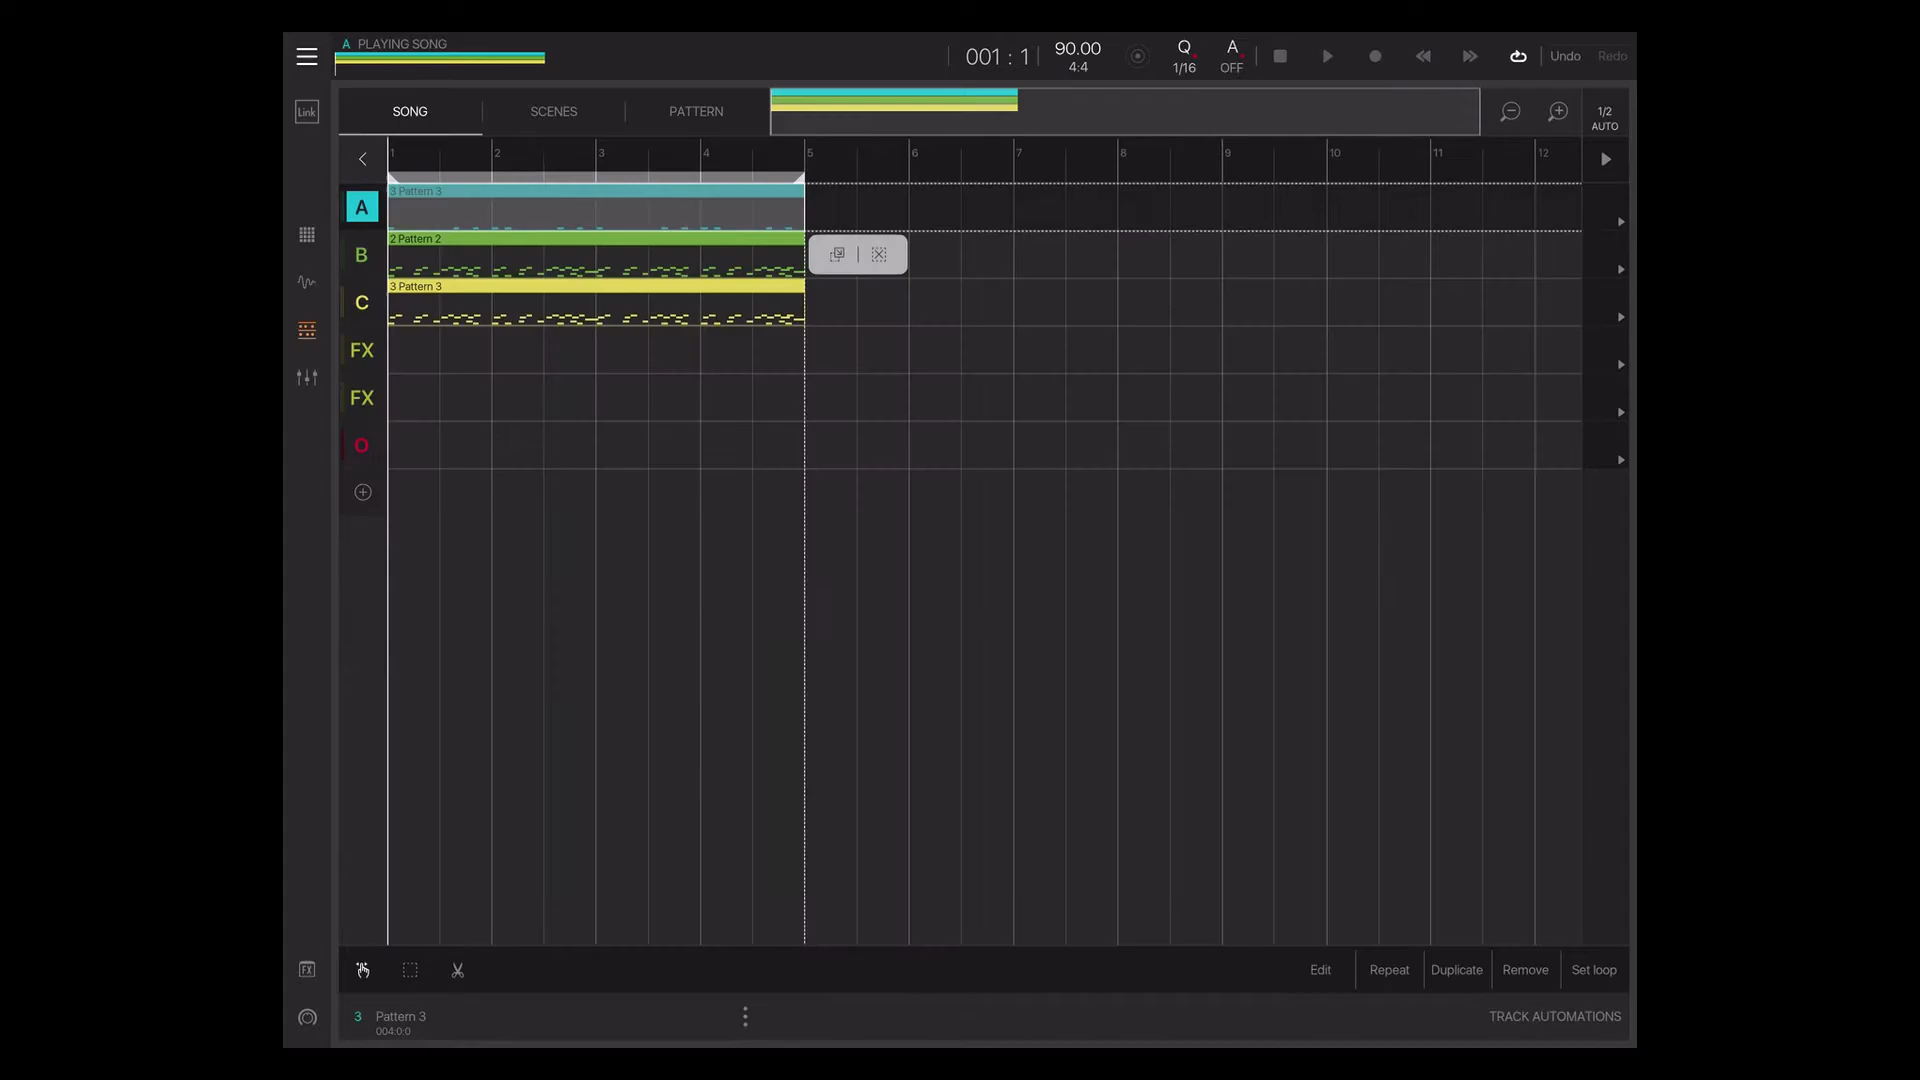 A PLAYING SONG
001 : 1
90.00
4:4
Q
1/16
A
OFF
Undo
Redo
Link
SONG
SCENES
PATTERN
1/2
AUTO
1 2 3 4 5 6 7 8 9 10 11 12
A
3 Pattern 3
B
2 Pattern 2
C
3 Pattern 3
FX
FX
O
FX
Edit
Repeat
Duplicate
Remove
Set loop
3 Pattern 3
004:0:0
TRACK AUTOMATIONS